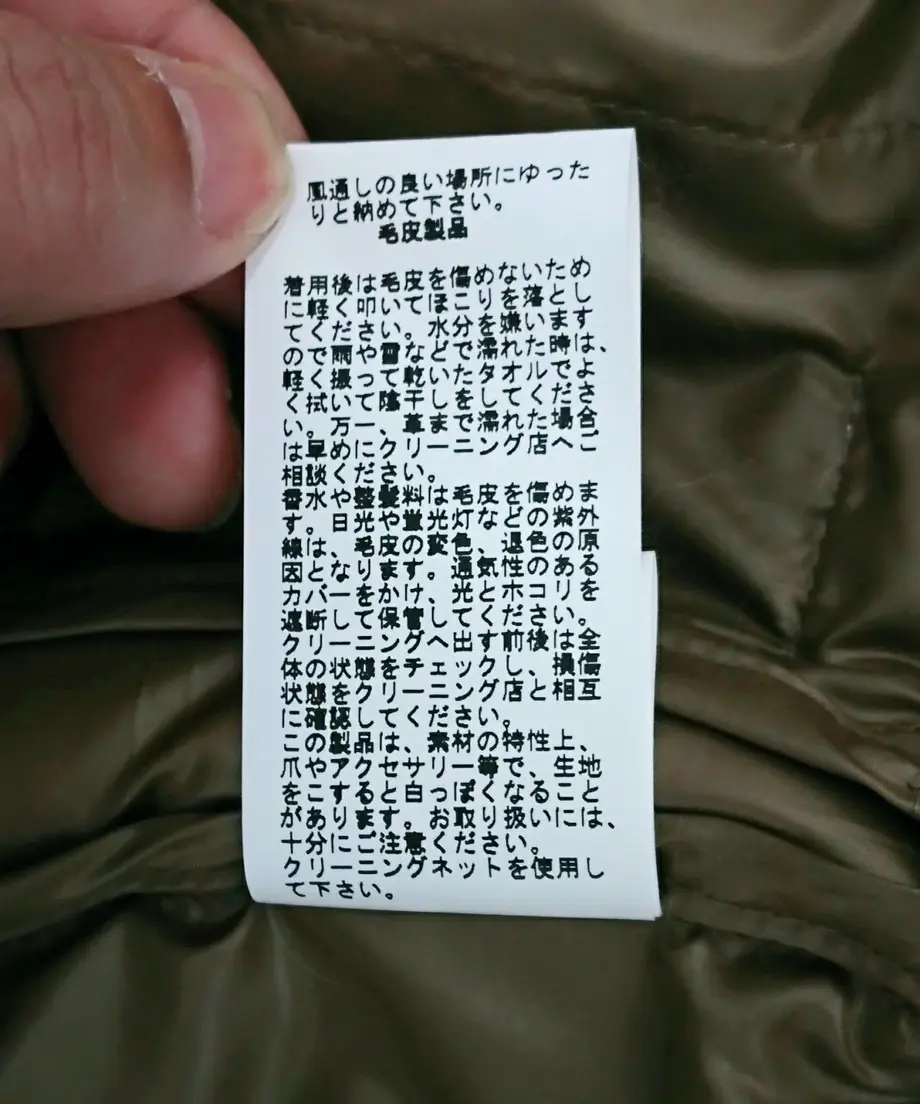 風通しの良い場所にゆった
りと納めて下さい。
毛皮製品
着用後は毛皮を傷めないため
に軽く叩いてほこりを落とし
てください。水分を嫌います
ので雨や雪などで濡れた時は、
軽く振って乾いたタオルでよ
く拭いて陰干しをしてくださ
い。万一、革まで濡れた場合
は早めにクリーニング店へご
相談ください。
香水や整髪料は毛皮を傷めま
す。日光や蛍光灯などの紫外
線は、毛皮の変色、退色の原
因となります。通気性のある
カバーをかけ、光とホコリを
遮断して保管してください。
クリーニングへ出す前後は全
体の状態をチェックし、損傷
状態をクリーニング店と相互
に確認してください。
この製品は、素材の特性上、
爪やアクセサリー等で、生地
をこすると白っぽくなること
があります。お取り扱いには、
十分にご注意ください。
クリーニングネットを使用し
て下さい。